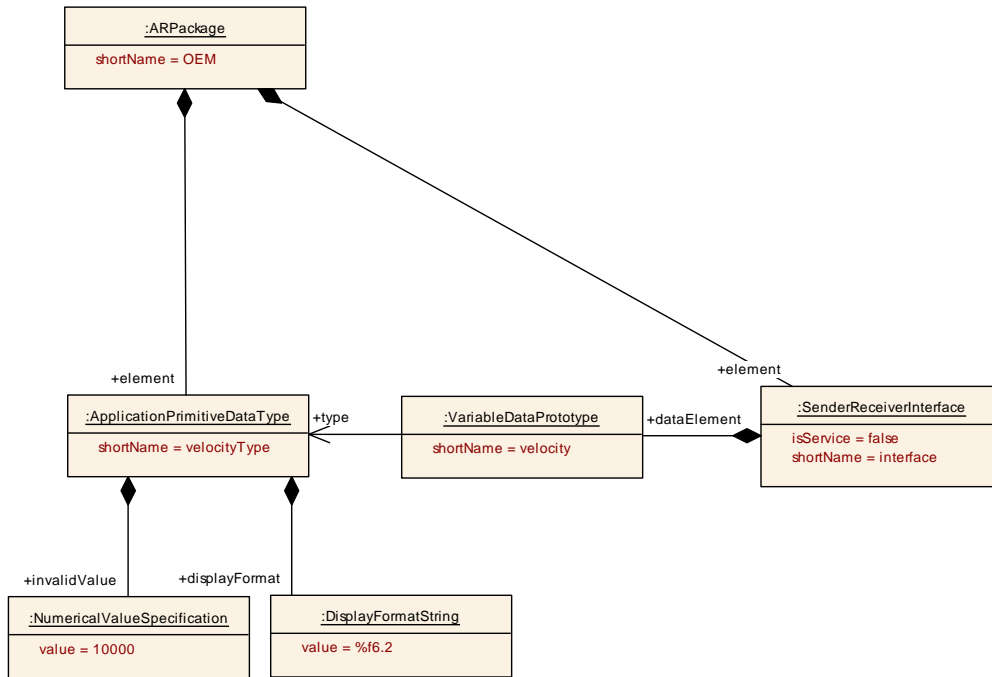 :ARPackage
shortName = OEM
+element
+element
:ApplicationPrimitiveDataType
shortName = velocityType
+type
:VariableDataPrototype
shortName = velocity
+dataElement
:SenderReceiverInterface
isService = false
shortName = interface
+invalidValue
+displayFormat
:NumericalValueSpecification
value = 10000
:DisplayFormatString
value = %f6.2